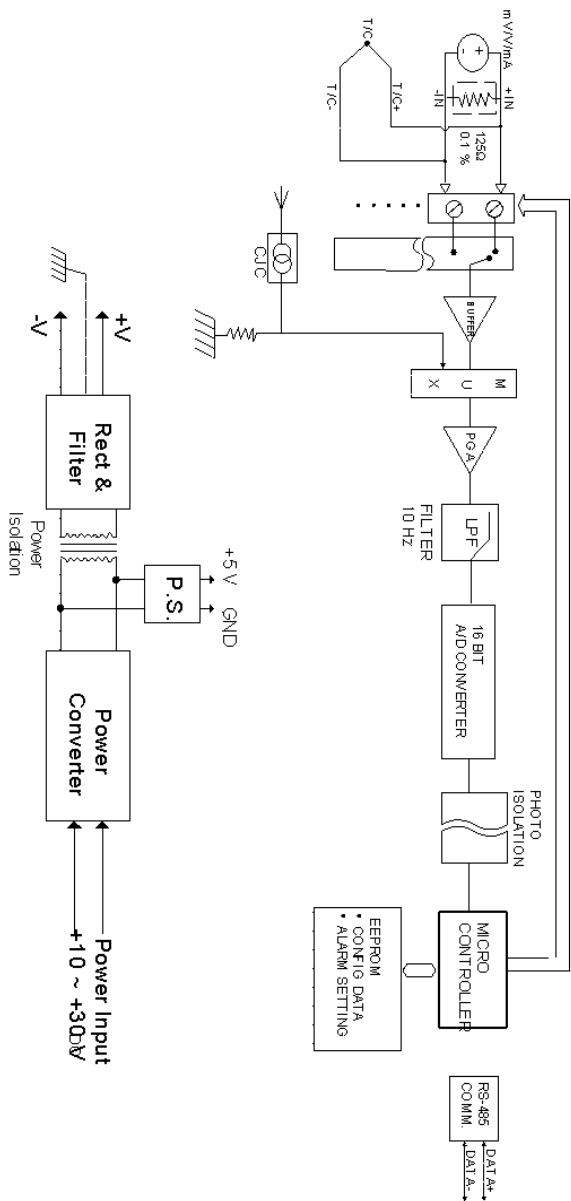 mV/V/mA
+IN
-IN
T/C
T/C+
T/C-
125Ω
0.1 %
CJC
BUFFER
M
U
X
PGA
LPF
FILTER
10 Hz
16 BIT
A/D CONVERTER
PHOTO
ISOLATION
MICRO
CONTROLLER
EEPROM
• CONFIG DATA
• ALARM SETTING
RS-485
COMM.
DATA+
DATA-
+V
-V
Rect &
Filter
Power
Isolation
+5 V
GND
P.S.
Power
Converter
Power Input
+10 ~ +30